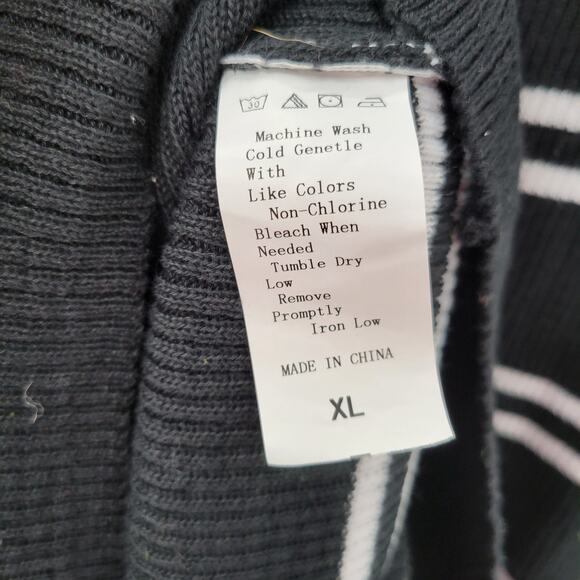 30
Machine Wash
Cold Genetle
With
Like Colors
Non-Chlorine
Bleach When
Needed
Tumble Dry
Low
Remove
Promptly
Iron Low
MADE IN CHINA
XL